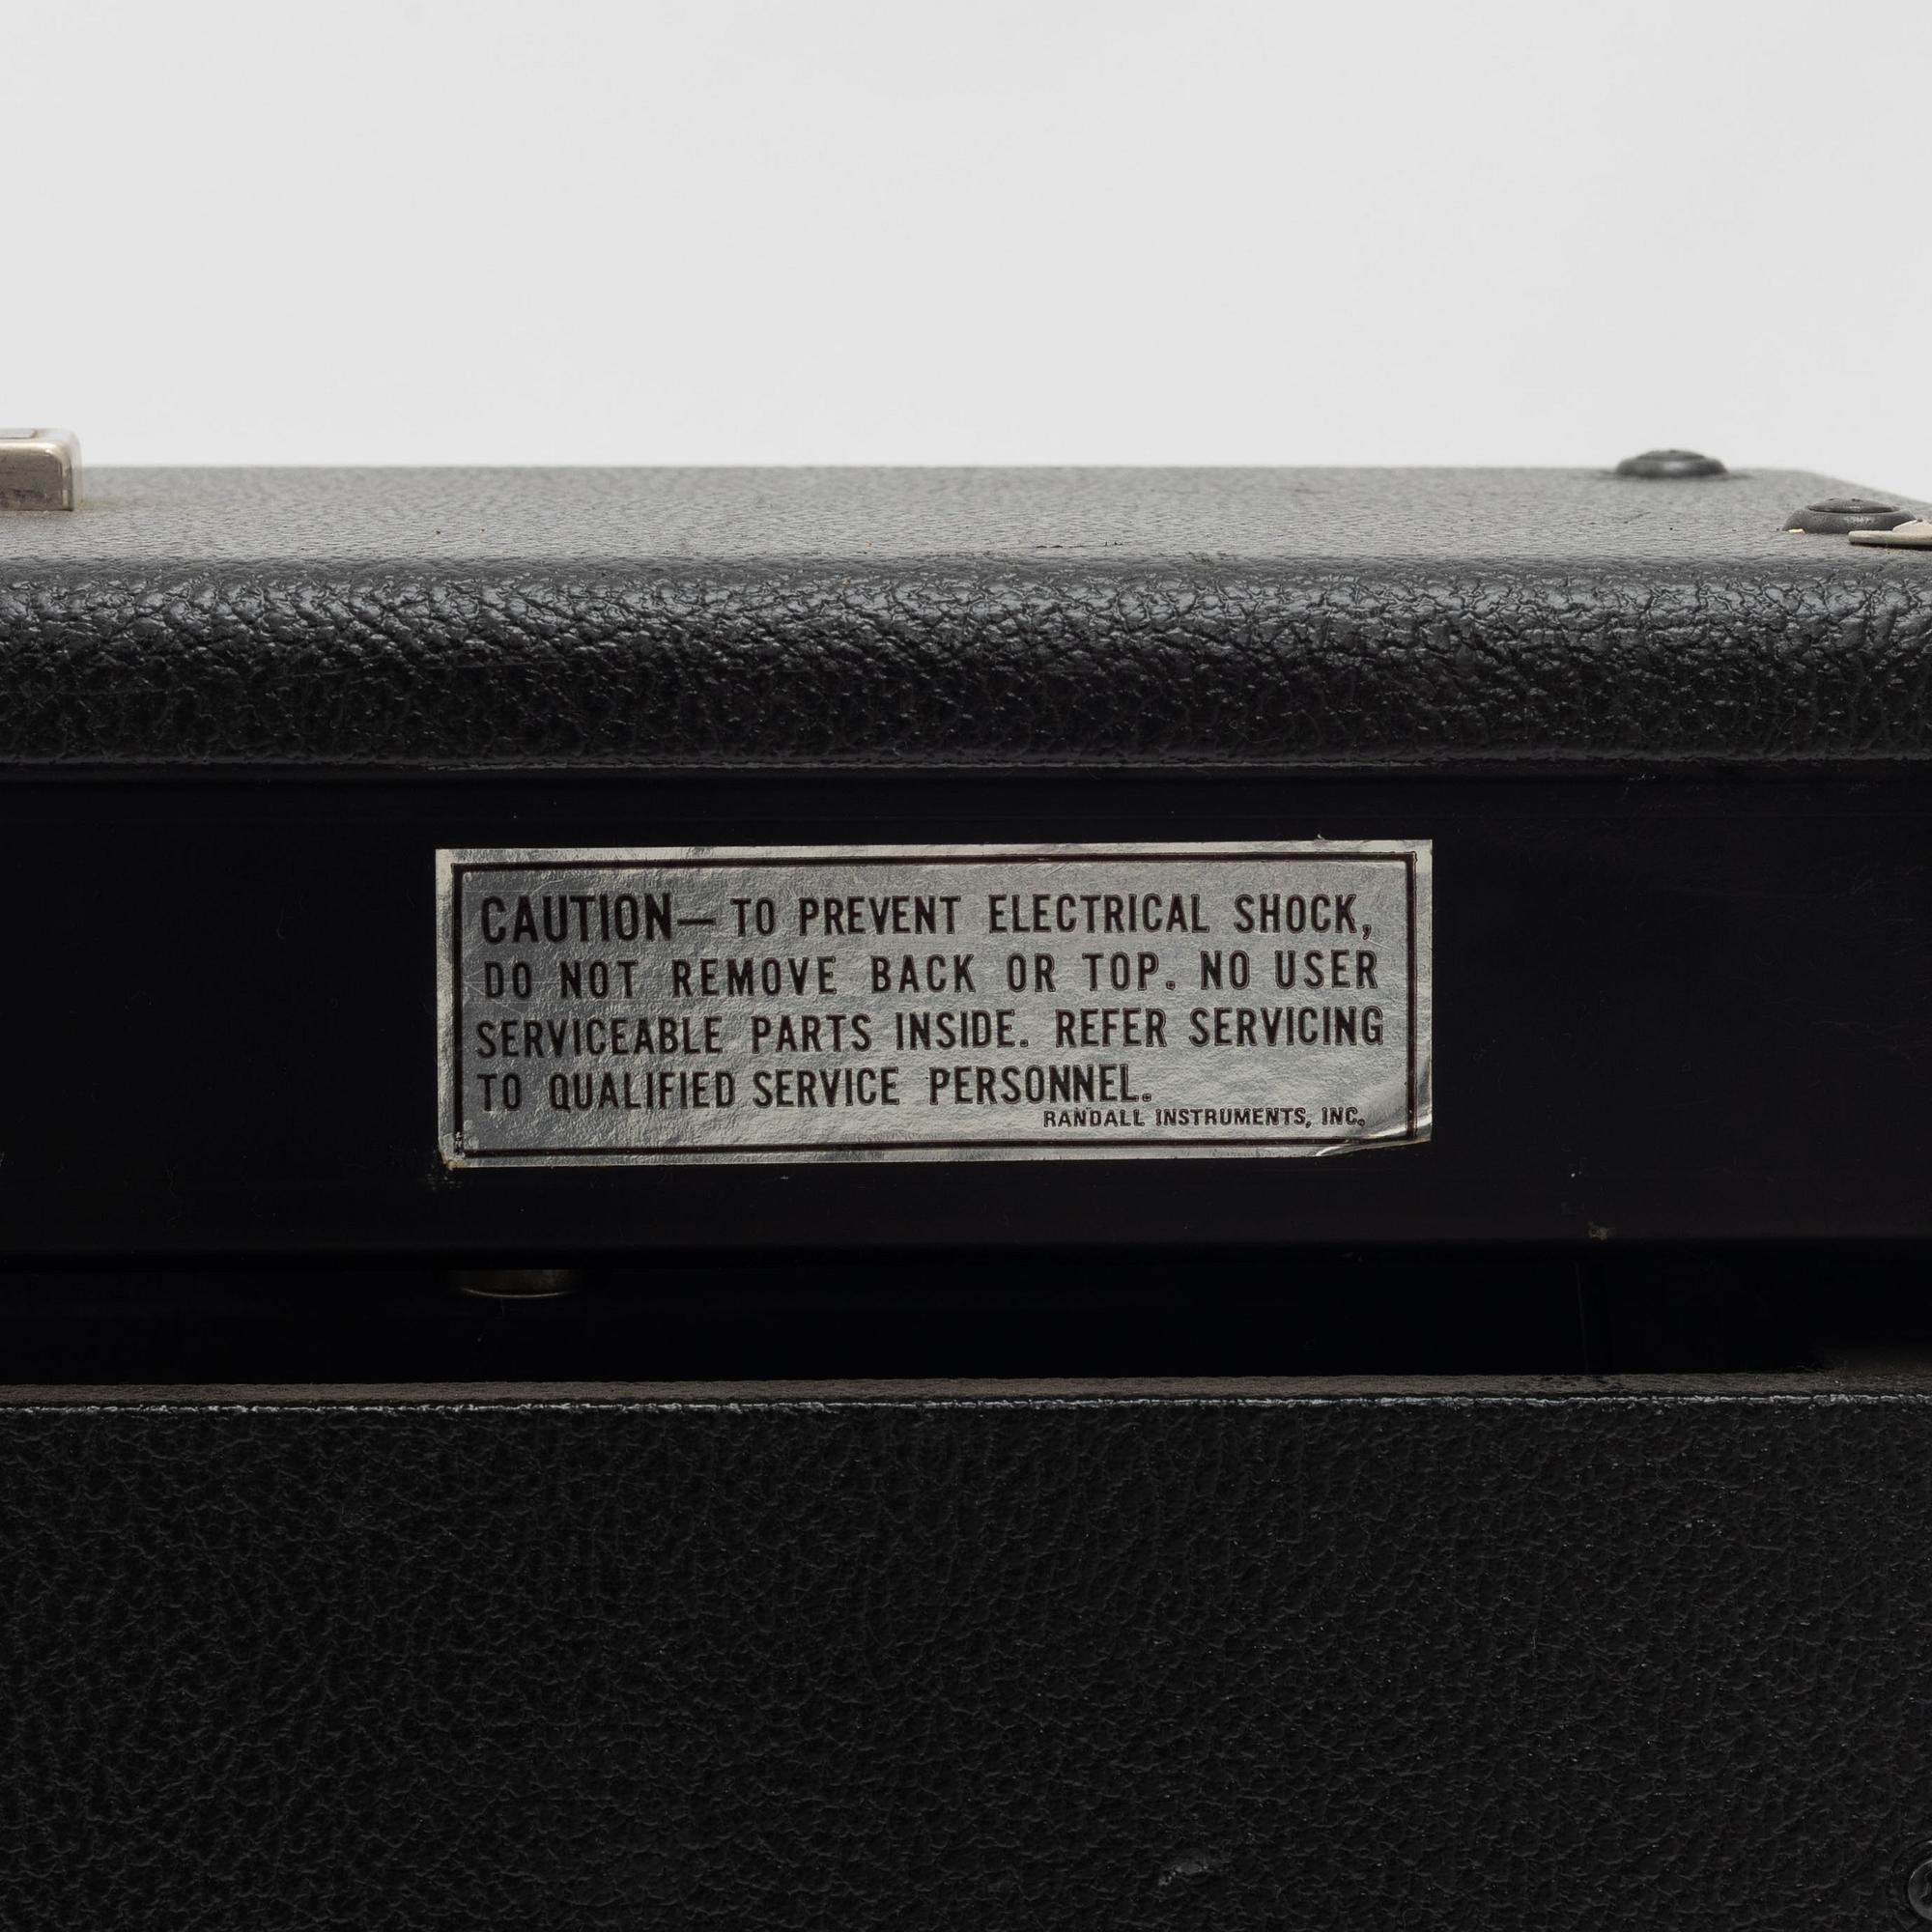 CAUTION— TO PREVENT ELECTRICAL SHOCK,
DO NOT REMOVE BACK OR TOP. NO USER
SERVICEABLE PARTS INSIDE. REFER SERVICING
TO QUALIFIED SERVICE PERSONNEL.
RANDALL INSTRUMENTS, INC.